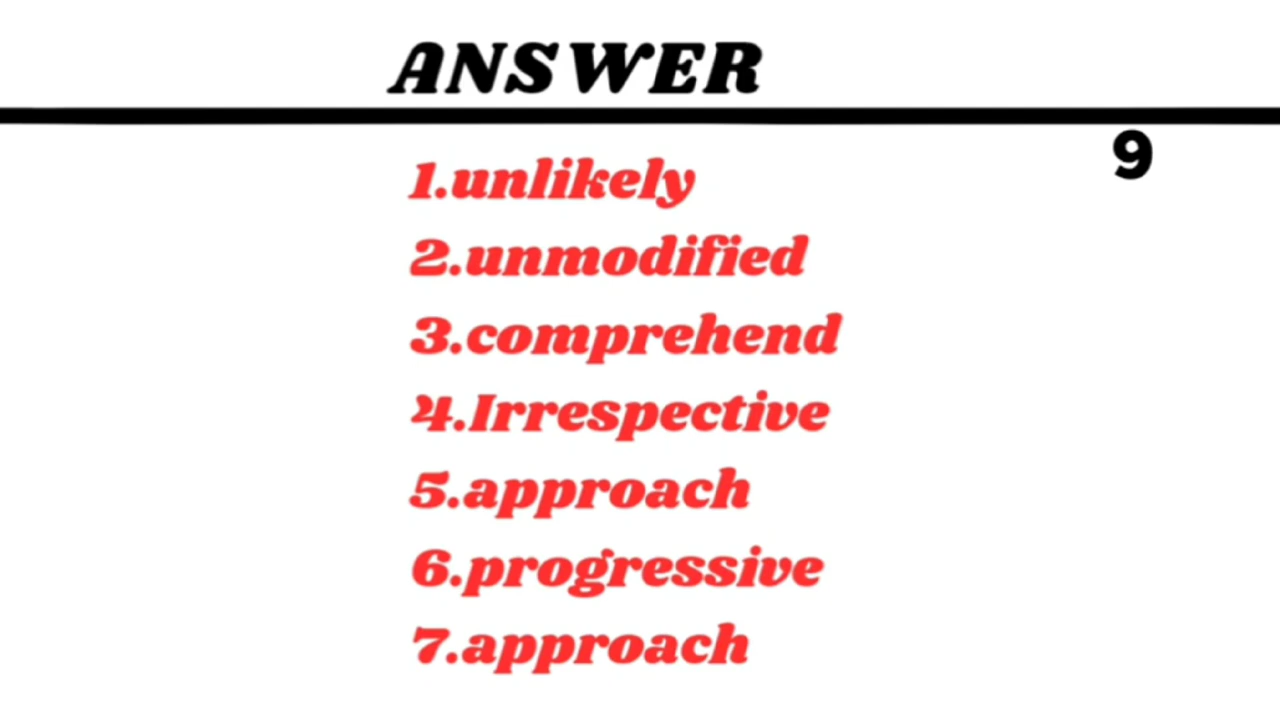 ANSWER
9
1.unlikely
2.unmodified
3.comprehend
4.Irrespective
5.approach
6.progressive
7.approach